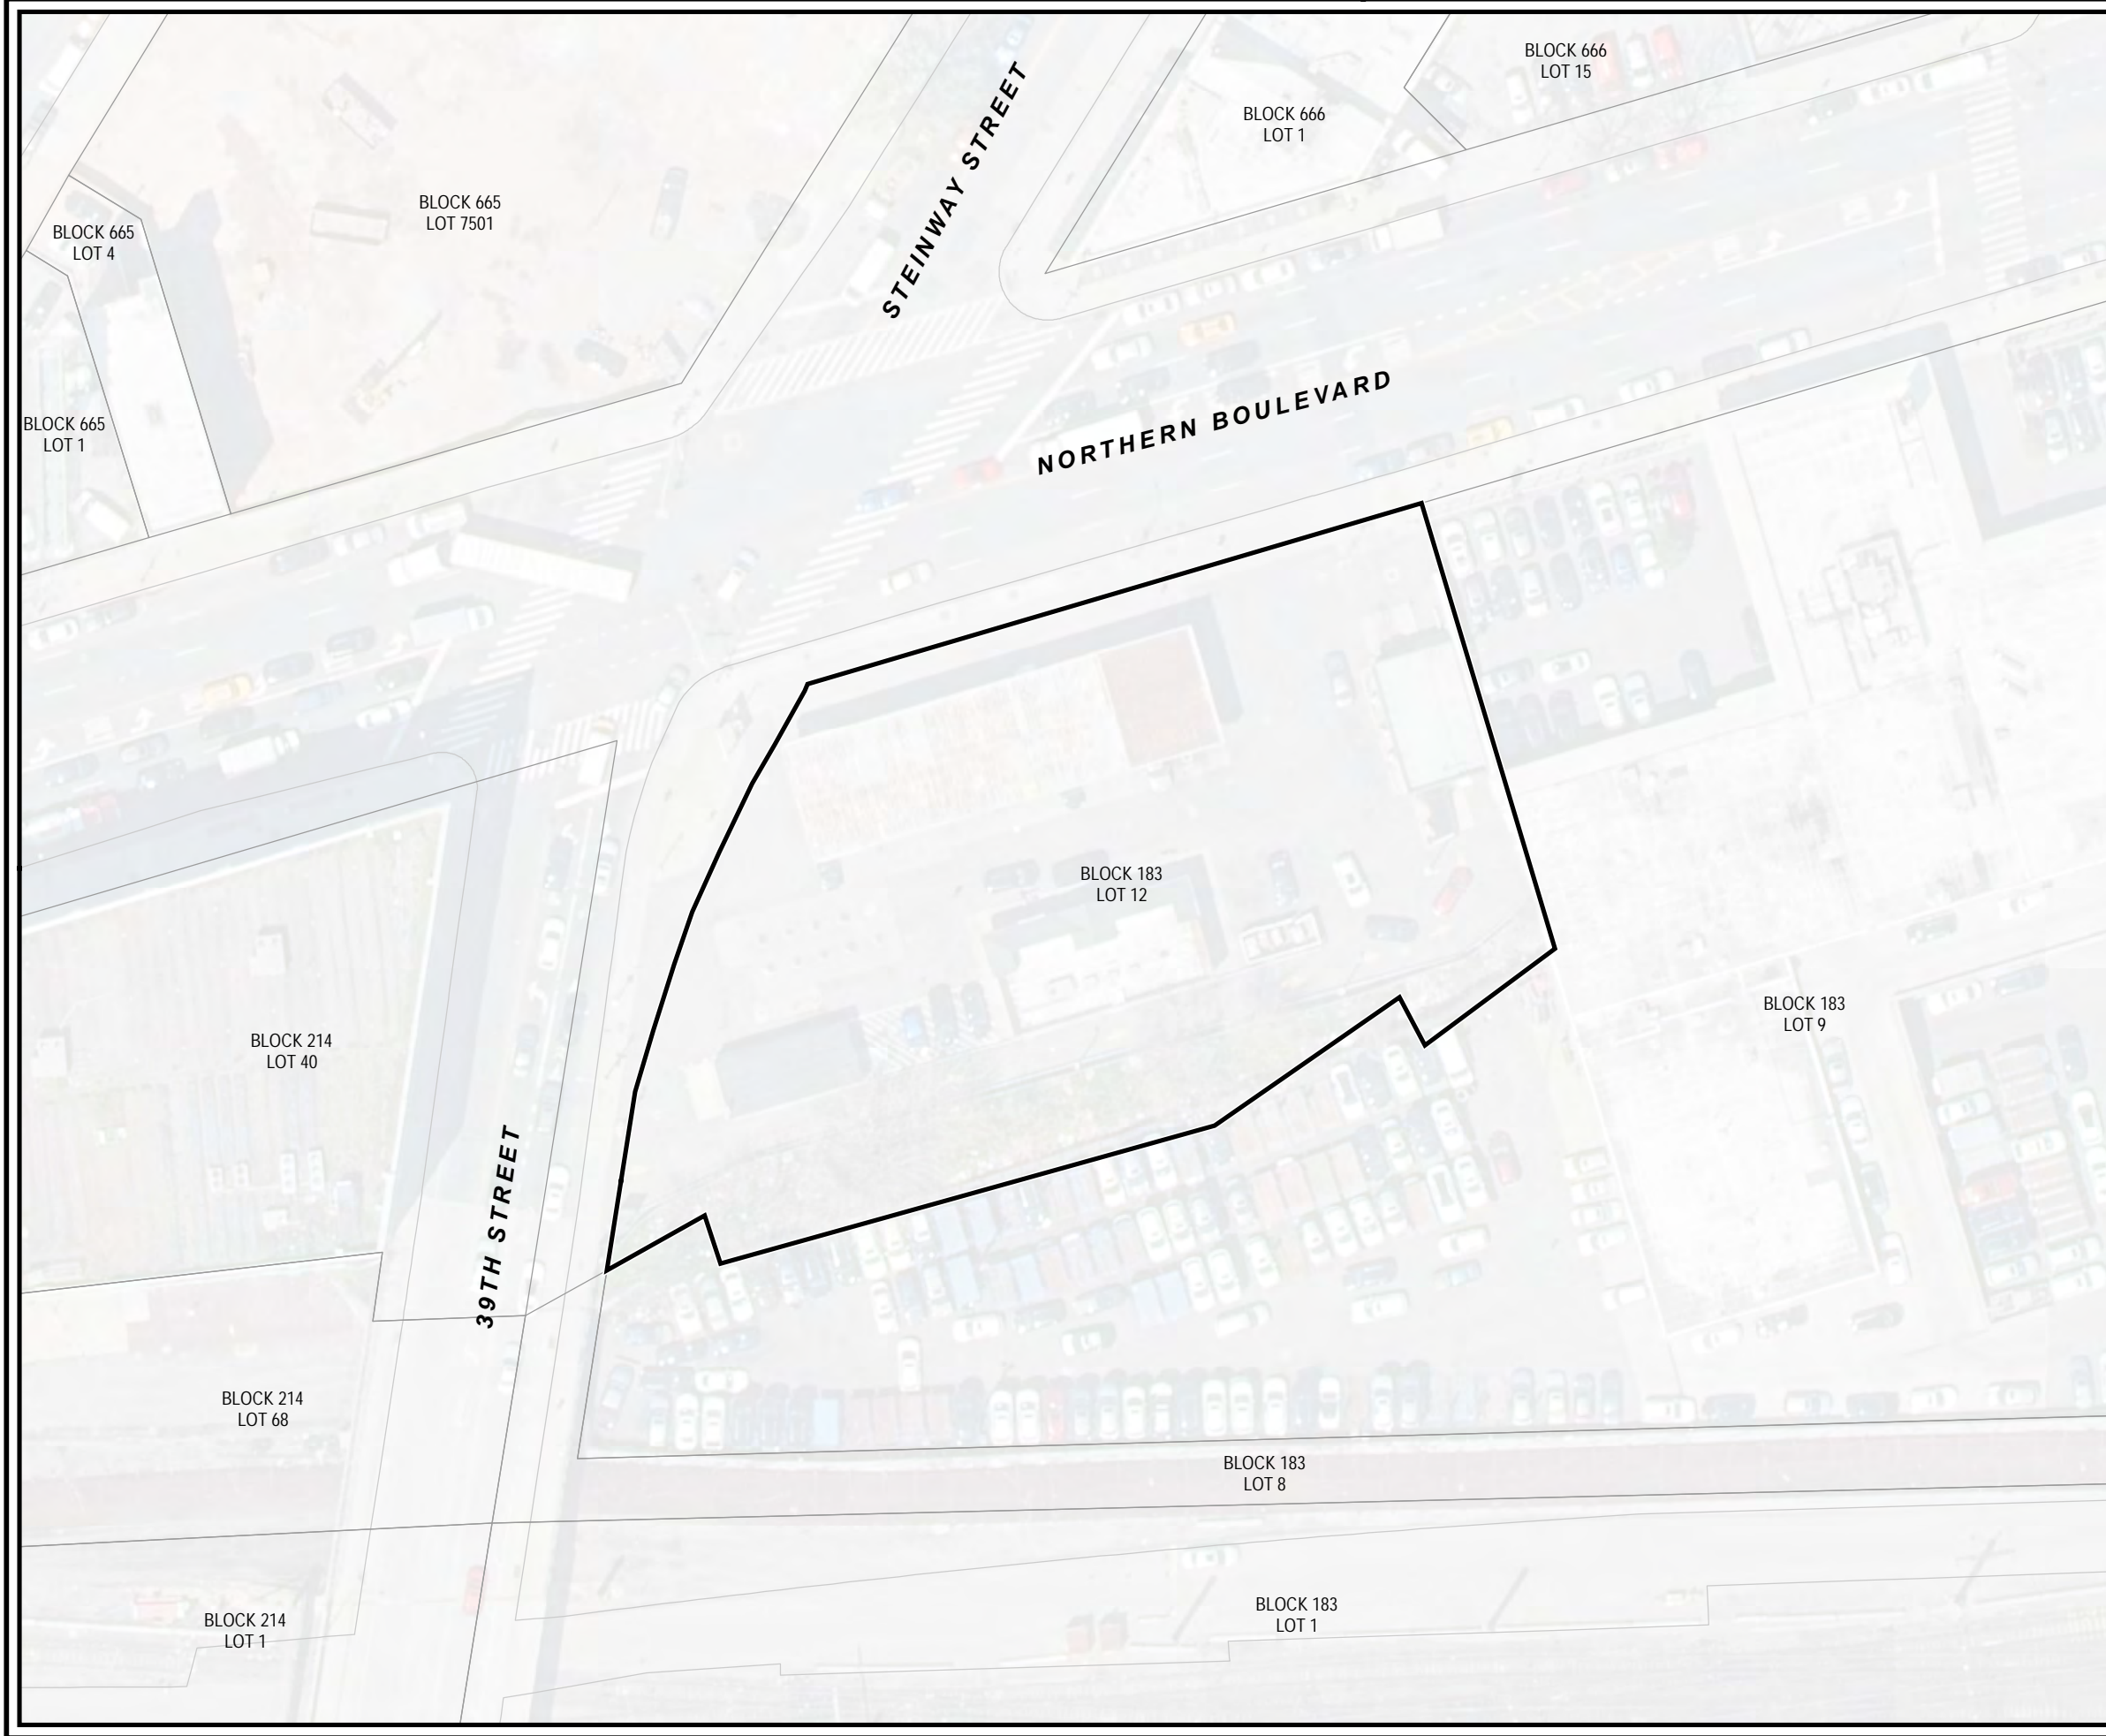 BLOCK 666
LOT 15
BLOCK 666
LOT 1
STEINWAY STREET
BLOCK 665
LOT 7501
BLOCK 665
LOT 4
BLOCK 665
LOT 1
NORTHERN BOULEVARD
BLOCK 183
LOT 12
BLOCK 183
LOT 9
BLOCK 214
LOT 40
39TH STREET
BLOCK 214
LOT 68
BLOCK 183
LOT 8
BLOCK 183
LOT 1
BLOCK 214
LOT 1